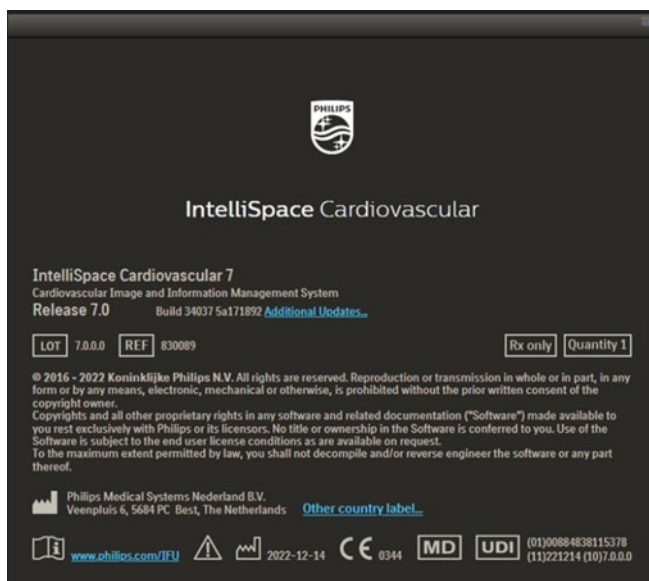 PHILIPS
IntelliSpace Cardiovascular
IntelliSpace Cardiovascular 7
Cardiovascular Image and Information Management System
Release 7.0 Build 34037 5a171892 Additional Updates...
LOT 7.0.0.0 REF 830089 Rx only Quantity 1
© 2016 - 2022 Koninklijke Philips N.V. All rights are reserved. Reproduction or transmission in whole or in part, in any
form or by any means, electronic, mechanical or otherwise, is prohibited without the prior written consent of the
copyright owner.
Copyrights and all other proprietary rights in any software and related documentation ("Software") made available to
you rest exclusively with Philips or its licensors. No title or ownership in the Software is conferred to you. Use of the
Software is subject to the end user license conditions as are available on request.
To the maximum extent permitted by law, you shall not decompile and/or reverse engineer the software or any part
thereof.
Philips Medical Systems Nederland B.V.
Veenpluis 6, 5684 PC Best, The Netherlands Other country label...
www.philips.com/IFU 2022-12-14 CE 0344 MD UDI (01)00884838115378
(11)221214 (10)7.0.0.0